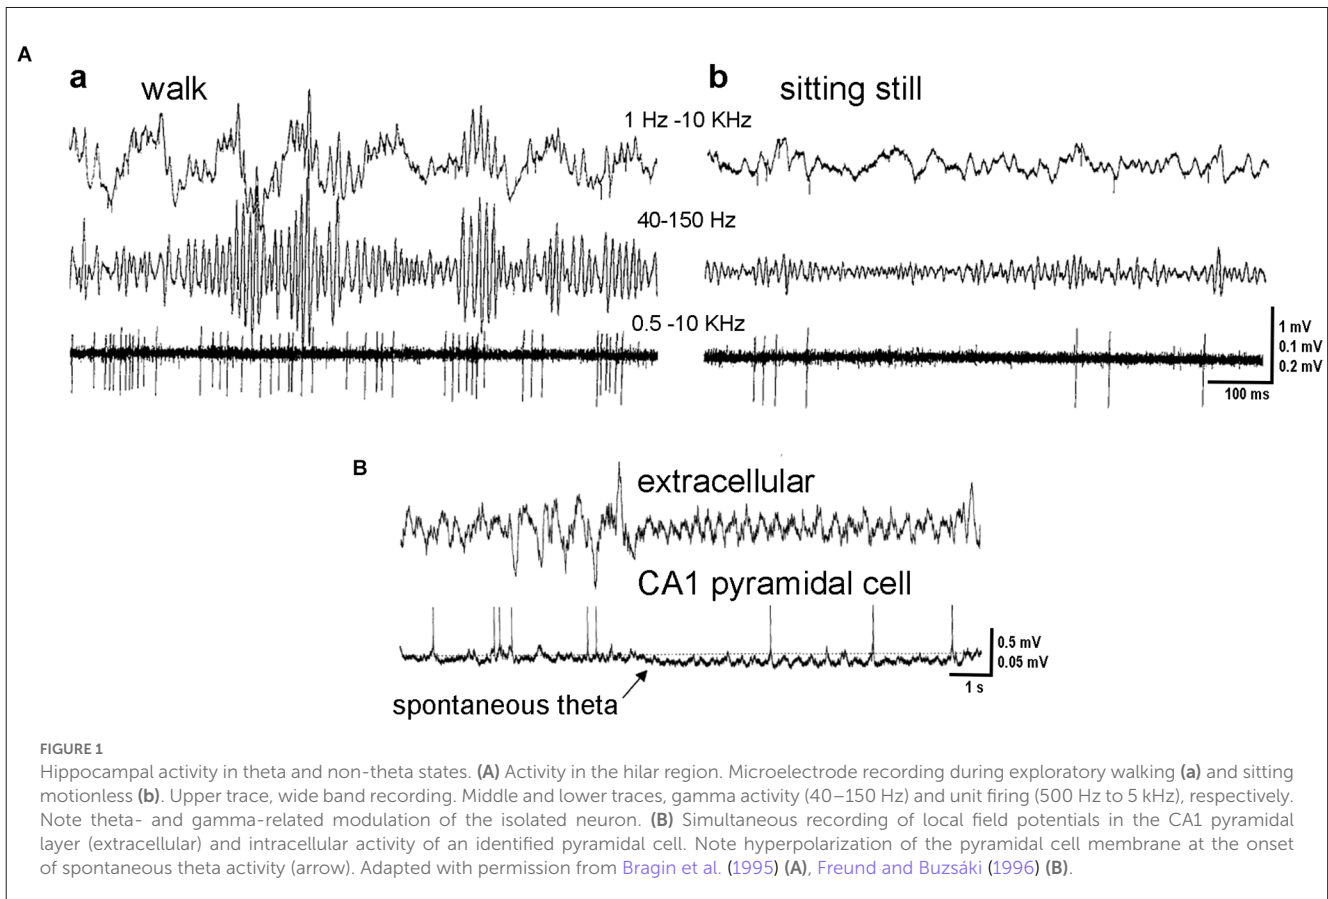 A
a
walk
b
sitting still
1 Hz -10 KHz
40-150 Hz
0.5 -10 KHz
1 mV
0.1 mV
0.2 mV
100 ms
B
extracellular
CA1 pyramidal cell
0.5 mV
0.05 mV
1 s
spontaneous theta
FIGURE 1
Hippocampal activity in theta and non-theta states. (A) Activity in the hilar region. Microelectrode recording during exploratory walking (a) and sitting
motionless (b). Upper trace, wide band recording. Middle and lower traces, gamma activity (40–150 Hz) and unit firing (500 Hz to 5 kHz), respectively.
Note theta- and gamma-related modulation of the isolated neuron. (B) Simultaneous recording of local field potentials in the CA1 pyramidal
layer (extracellular) and intracellular activity of an identified pyramidal cell. Note hyperpolarization of the pyramidal cell membrane at the onset
of spontaneous theta activity (arrow). Adapted with permission from Bragin et al. (1995) (A), Freund and Buzsáki (1996) (B).